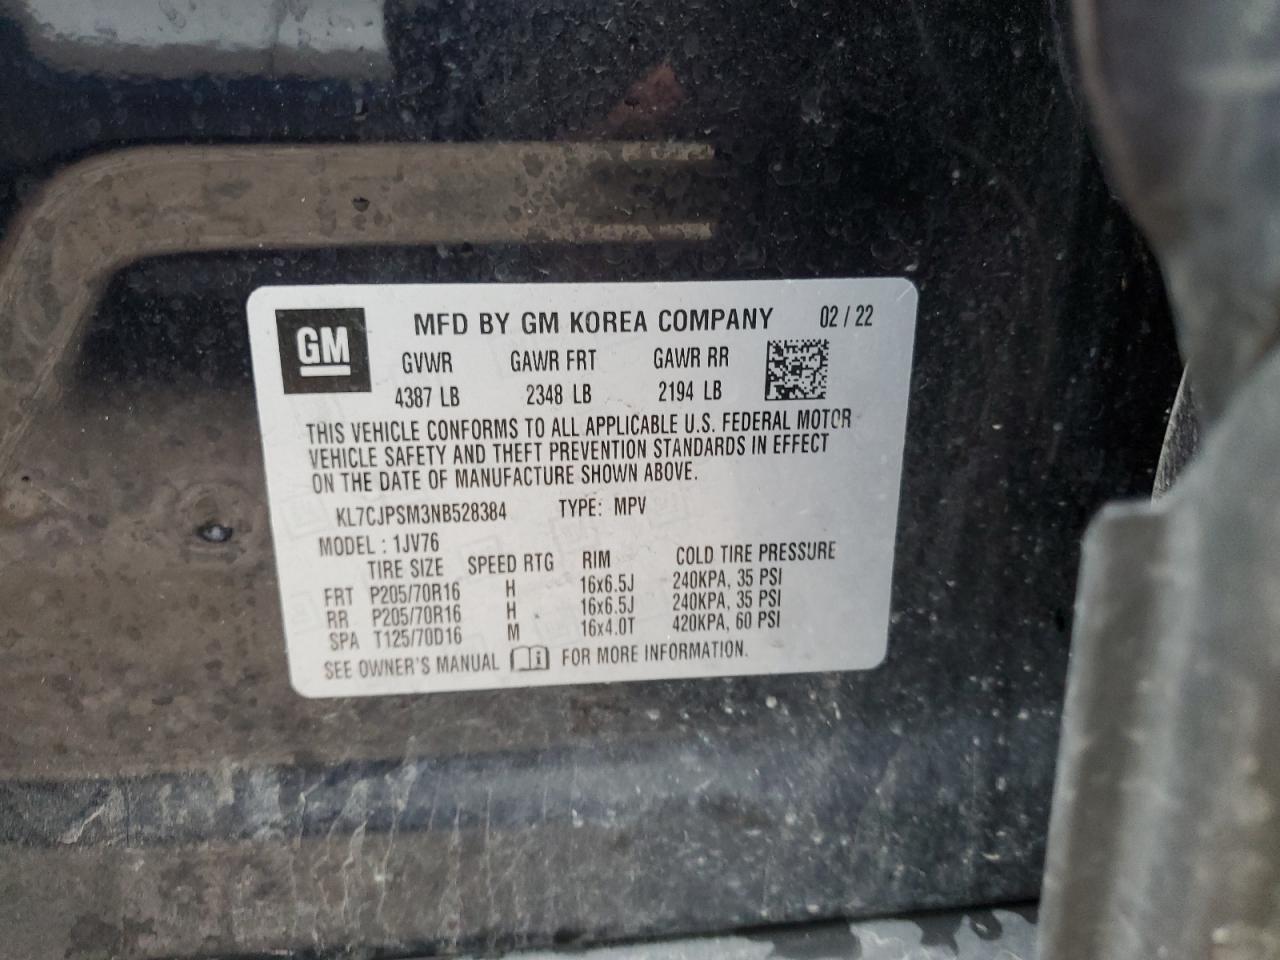 GM
MFD BY GM KOREA COMPANY 02 / 22
GVWR GAWR FRT GAWR RR
4387 LB 2348 LB 2194 LB
THIS VEHICLE CONFORMS TO ALL APPLICABLE U.S. FEDERAL MOTOR
VEHICLE SAFETY AND THEFT PREVENTION STANDARDS IN EFFECT
ON THE DATE OF MANUFACTURE SHOWN ABOVE.
KL7CJPSM3NB528384 TYPE: MPV
MODEL : 1JV76
TIRE SIZE SPEED RTG RIM COLD TIRE PRESSURE
FRT P205/70R16 H 16x6.5J 240KPA, 35 PSI
RR P205/70R16 H 16x6.5J 240KPA, 35 PSI
SPA T125/70D16 M 16x4.0T 420KPA, 60 PSI
SEE OWNER'S MANUAL i FOR MORE INFORMATION.